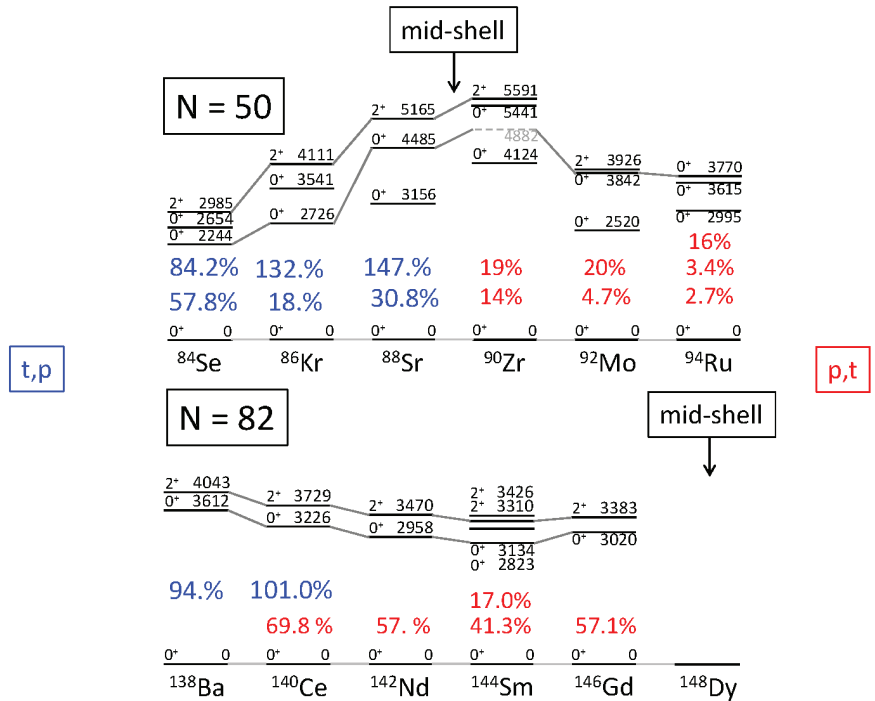 mid-shell
N = 50
2⁺ 5591
2⁺ 5165
0⁺ 5441
4882
0⁺ 4485
2⁺ 4111
0⁺ 4124
2⁺ 3926
0⁺ 3842
0⁺ 3770
3615
0⁺ 2995
0⁺ 3541
0⁺ 3156
2⁺ 2985
0⁺ 2654
0⁺ 2244
0⁺ 2726
0⁺ 2520
16%
84.2% 132.% 147.% 19% 20% 3.4%
57.8% 18.% 30.8% 14% 4.7% 2.7%
0⁺ 0 0⁺ 0 0⁺ 0 0⁺ 0 0⁺ 0 0⁺ 0
⁸⁴Se ⁸⁶Kr ⁸⁸Sr ⁹⁰Zr ⁹²Mo ⁹⁴Ru
t,p
p,t
N = 82
mid-shell
2⁺ 4043
0⁺ 3612
2⁺ 3729
0⁺ 3226
2⁺ 3470
0⁺ 2958
2⁺ 3426
2⁺ 3310
0⁺ 3134
0⁺ 2823
2⁺ 3383
0⁺ 3020
94.% 101.0% 17.0%
69.8 % 57. % 41.3% 57.1%
0⁺ 0 0⁺ 0 0⁺ 0 0⁺ 0 0⁺ 0
¹³⁸Ba ¹⁴⁰Ce ¹⁴²Nd ¹⁴⁴Sm ¹⁴⁶Gd ¹⁴⁸Dy